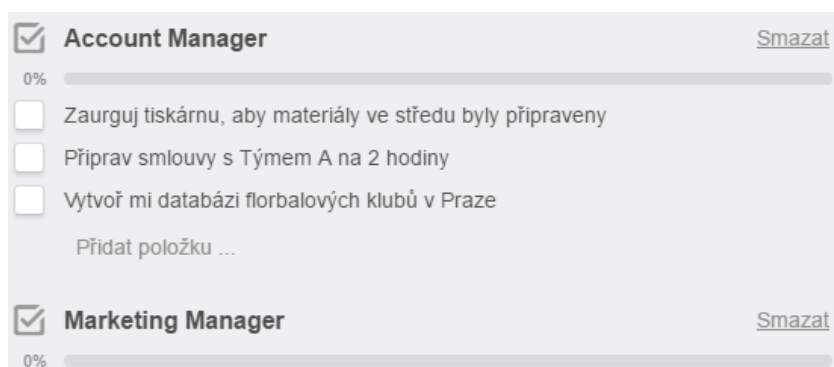 Account Manager
Smazat
0%
Zaurguj tiskárnu, aby materiály ve středu byly připraveny
Připrav smlouvy s Týmem A na 2 hodiny
Vytvoř mi databázi florbalových klubů v Praze
Přidat položku ...
Marketing Manager
Smazat
0%